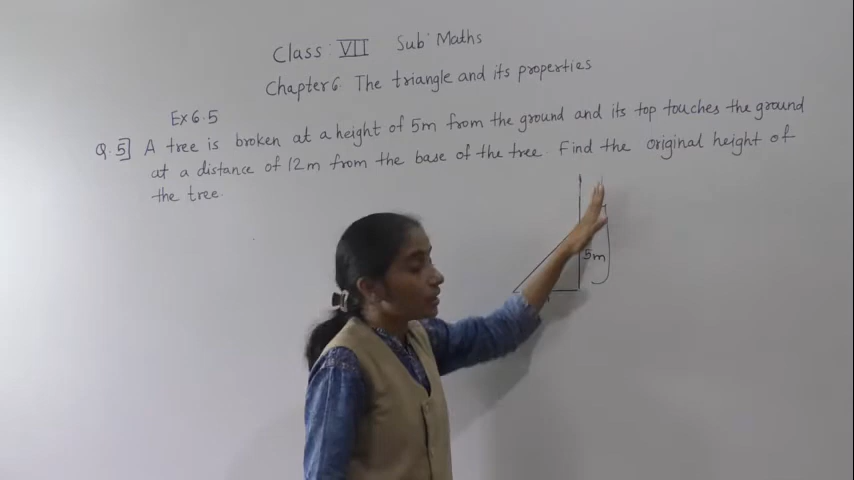 Class : VII Sub: Maths
Chapter 6. The triangle and its properties
Ex 6.5
Q.5] A tree is broken at a height of 5m from the ground and its top touches the ground
at a distance of 12m from the base of the tree. Find the original height of
the tree.
5m